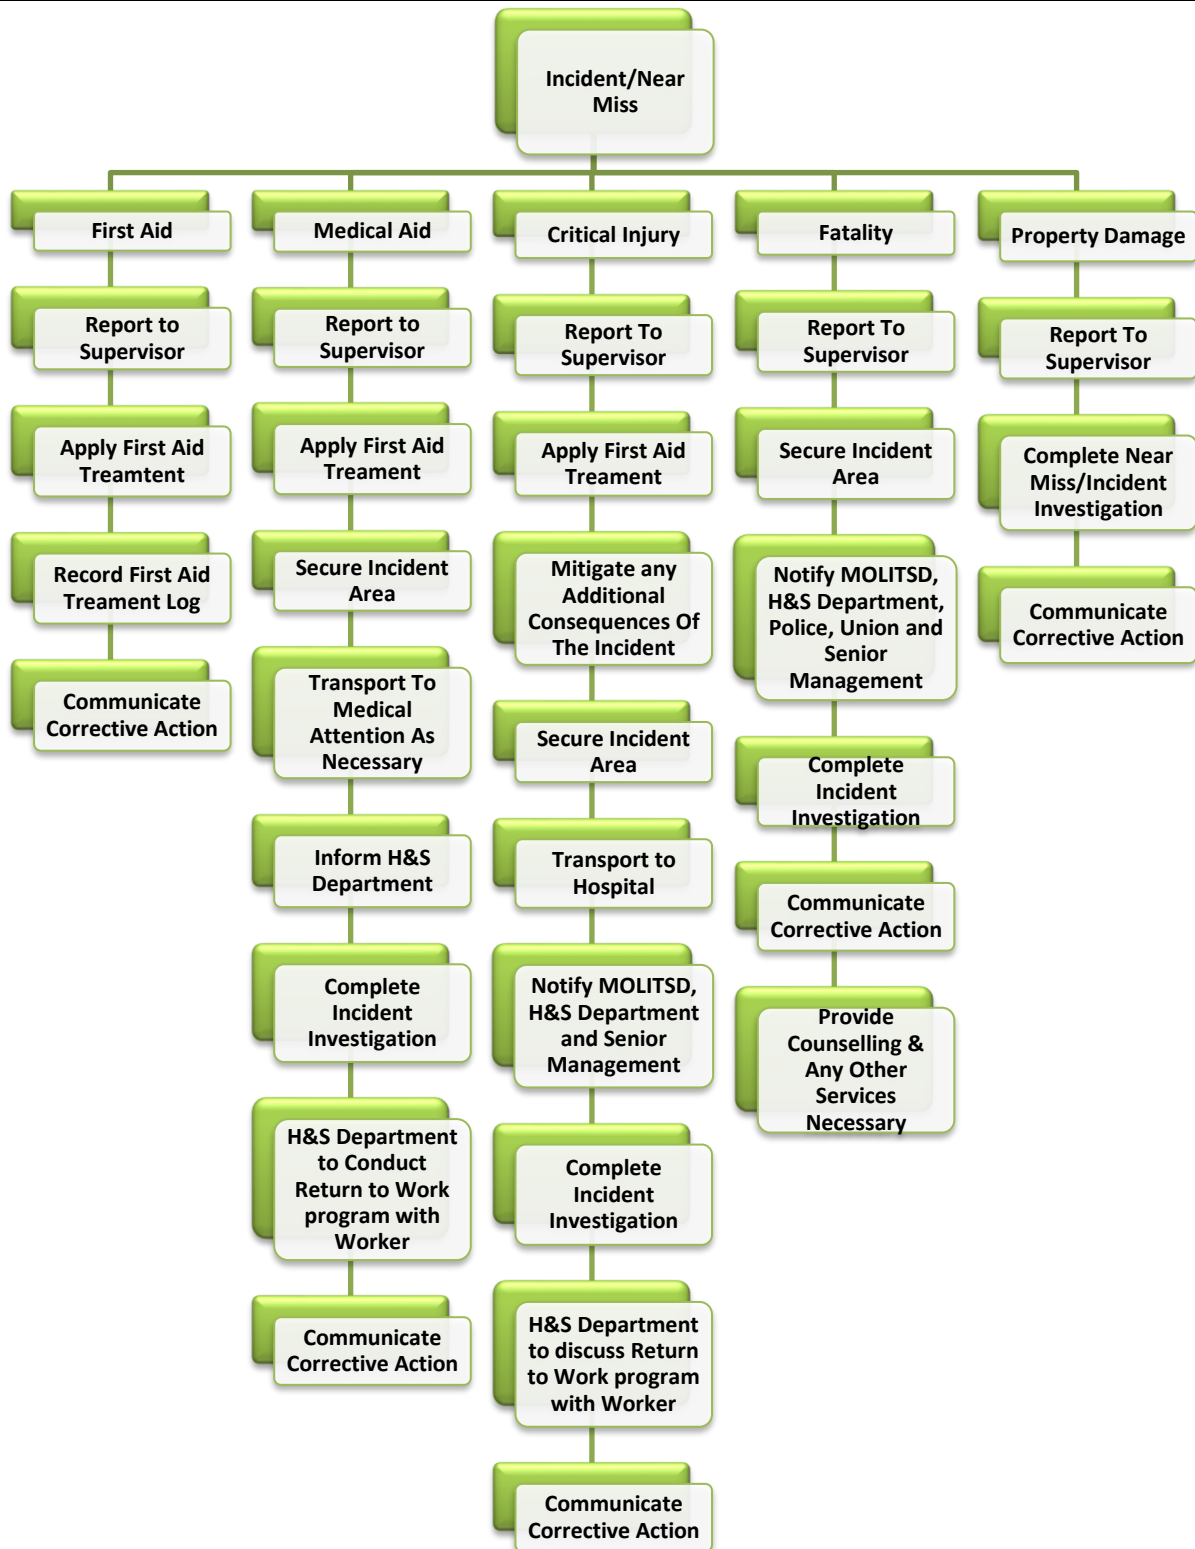 Incident/Near
Miss
First Aid
Report to
Supervisor
Apply First Aid
Treamtent
Record First Aid
Treament Log
Communicate
Corrective Action
Medical Aid
Report to
Supervisor
Apply First Aid
Treament
Secure Incident
Area
Transport To
Medical
Attention As
Necessary
Inform H&S
Department
Complete
Incident
Investigation
H&S Department
to Conduct
Return to Work
program with
Worker
Communicate
Corrective Action
Critical Injury
Report To
Supervisor
Apply First Aid
Treament
Mitigate any
Additional
Consequences Of
The Incident
Secure Incident
Area
Transport to
Hospital
Notify MOLITSD,
H&S Department
and Senior
Management
Complete
Incident
Investigation
H&S Department
to discuss Return
to Work program
with Worker
Communicate
Corrective Action
Fatality
Report To
Supervisor
Secure Incident
Area
Notify MOLITSD,
H&S Department,
Police, Union and
Senior
Management
Complete
Incident
Investigation
Communicate
Corrective Action
Provide
Counselling &
Any Other
Services
Necessary
Property Damage
Report To
Supervisor
Complete Near
Miss/Incident
Investigation
Communicate
Corrective Action